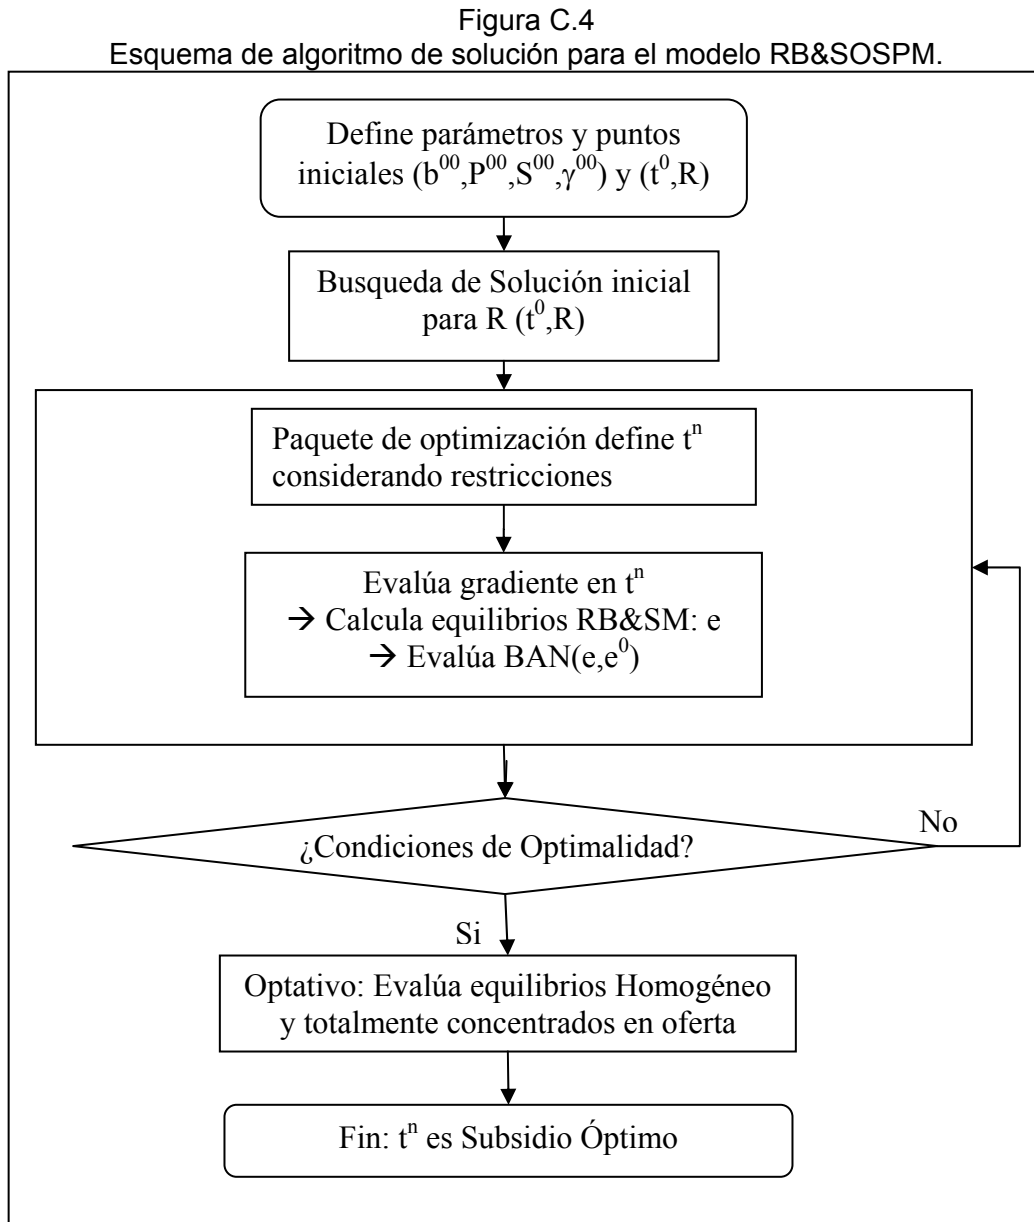 Figura C.4
Esquema de algoritmo de solución para el modelo RB&SOSPM.
Define parámetros y puntos
iniciales (b⁰⁰,P⁰⁰,S⁰⁰,γ⁰⁰) y (t⁰,R)
Busqueda de Solución inicial
para R (t⁰,R)
Paquete de optimización define tⁿ
considerando restricciones
Evalúa gradiente en tⁿ
→ Calcula equilibrios RB&SM: e
→ Evalúa BAN(e,e⁰)
¿Condiciones de Optimalidad?
No
Si
Optativo: Evalúa equilibrios Homogéneo
y totalmente concentrados en oferta
Fin: tⁿ es Subsidio Óptimo